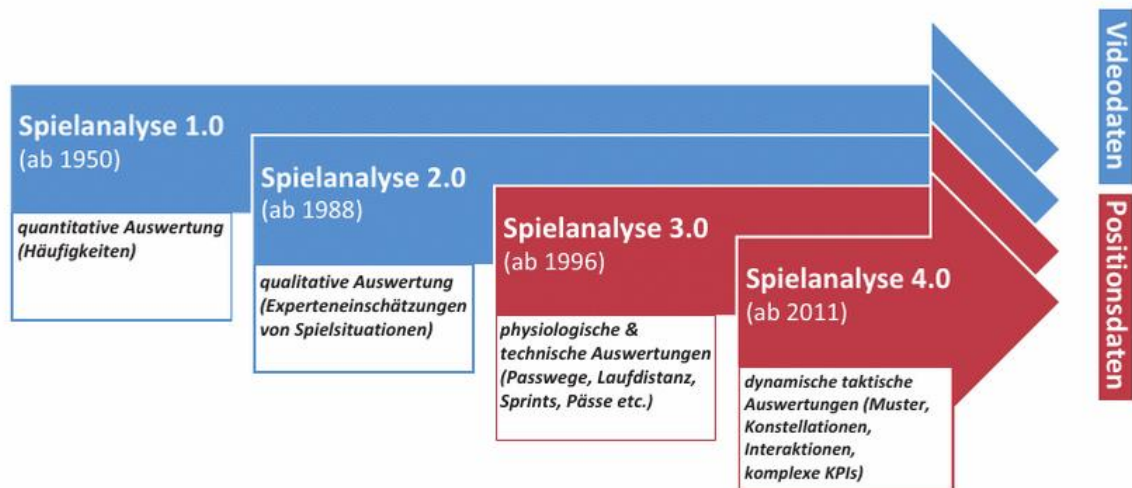 Spielanalyse 1.0
(ab 1950)
quantitative Auswertung
(Häufigkeiten)
Spielanalyse 2.0
(ab 1988)
qualitative Auswertung
(Experteneinschätzungen
von Spielsituationen)
Spielanalyse 3.0
(ab 1996)
physiologische &
technische Auswertungen
(Passwege, Laufdistanz,
Sprints, Pässe etc.)
Spielanalyse 4.0
(ab 2011)
dynamische taktische
Auswertungen (Muster,
Konstellationen,
Interaktionen,
komplexe KPIs)
Videodaten
Positionsdaten